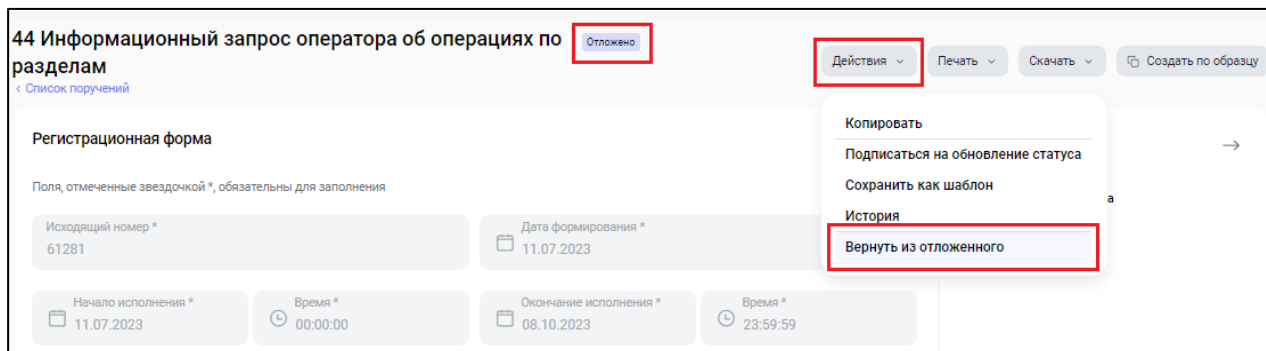 44 Информационный запрос оператора об операциях по
разделам
Отложено
< Список поручений
Действия
Печать
Скачать
Создать по образцу
Копировать
Подписаться на обновление статуса
Сохранить как шаблон
История
Вернуть из отложенного
а
Регистрационная форма
Поля, отмеченные звездочкой *, обязательны для заполнения
Исходящий номер *
61281
Дата формирования *
11.07.2023
Начало исполнения *
11.07.2023
Время *
00:00:00
Окончание исполнения *
08.10.2023
Время *
23:59:59